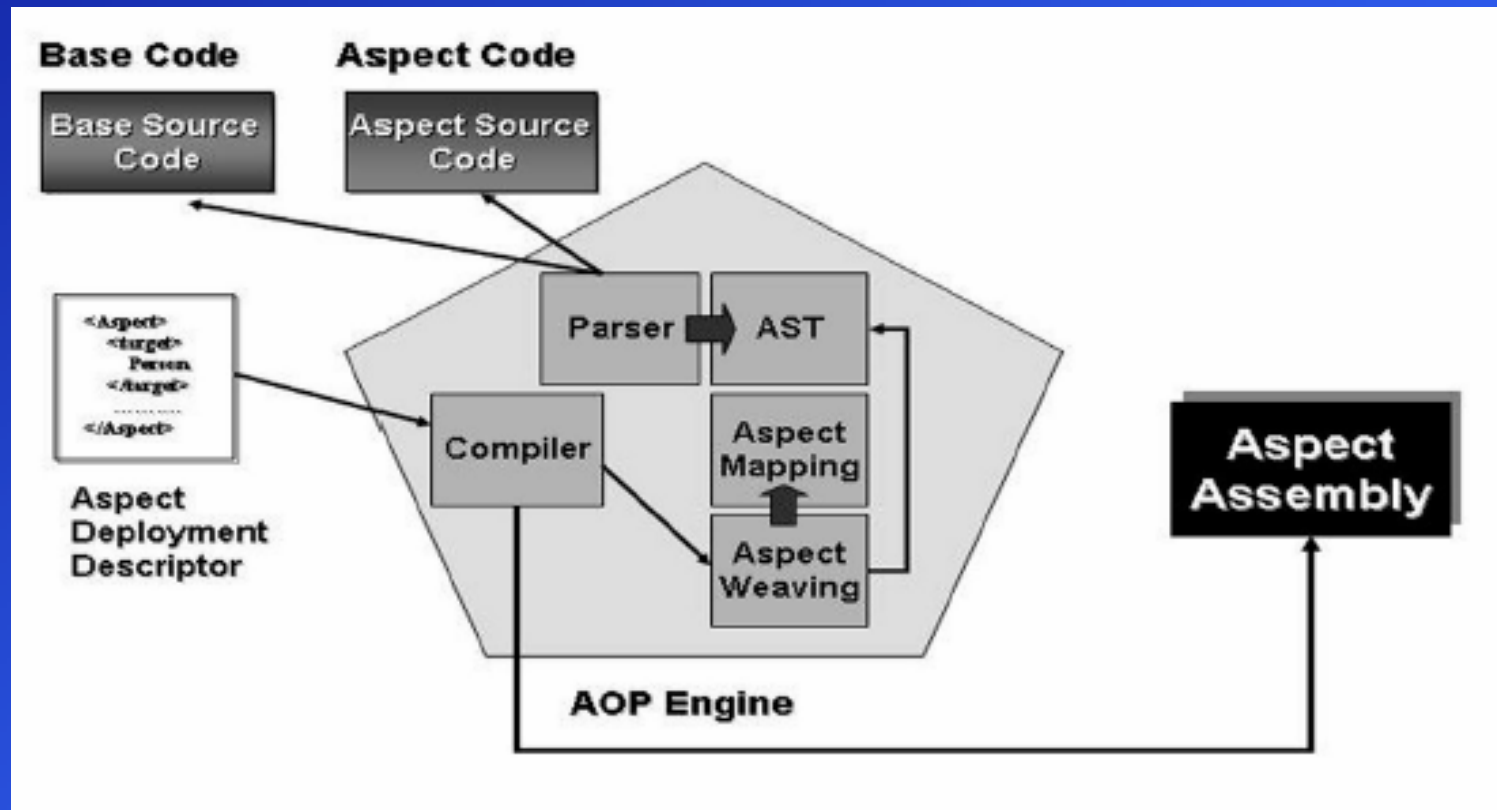 Base Code
Aspect Code
Base Source
Code
Aspect Source
Code
<Aspect>
<target>
Person
</target>
..........
</Aspect>
Aspect
Deployment
Descriptor
Parser
AST
Compiler
Aspect
Mapping
Aspect
Weaving
AOP Engine
Aspect
Assembly